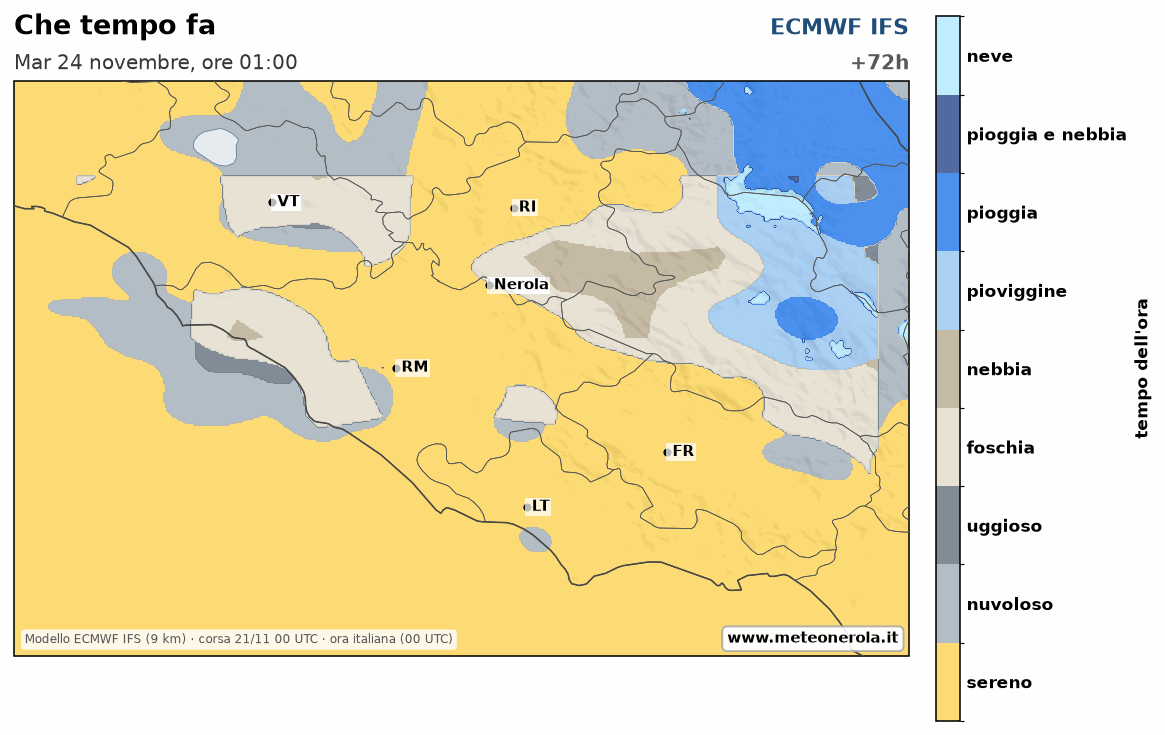 Che tempo fa
ECMWF IFS
Mar 24 novembre, ore 01:00
+72h
neve
pioggia e nebbia
pioggia
pioviggine
nebbia
foschia
uggioso
nuvoloso
sereno
tempo dell'ora
VT
RI
Nerola
RM
FR
LT
Modello ECMWF IFS (9 km) · corsa 21/11 00 UTC · ora italiana (00 UTC)
www.meteonerola.it